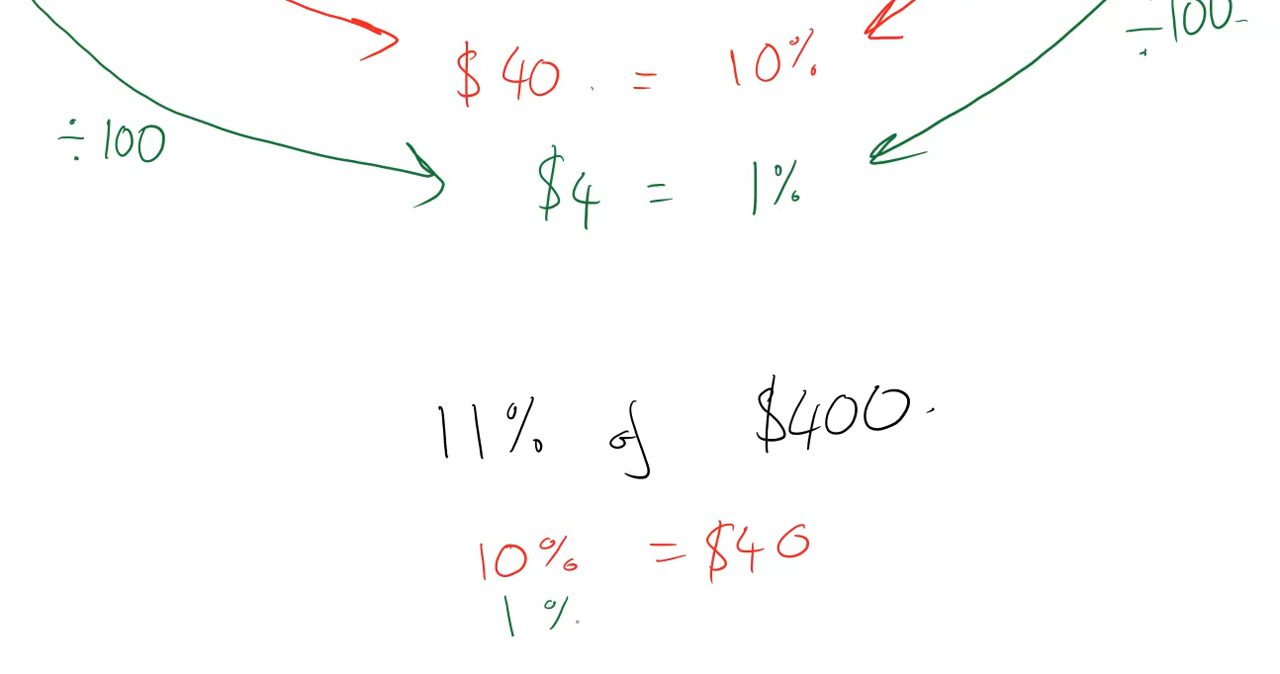 ÷100
$40 = 10%
÷100
$4 = 1%
11% of $400.
10% = $40
1%